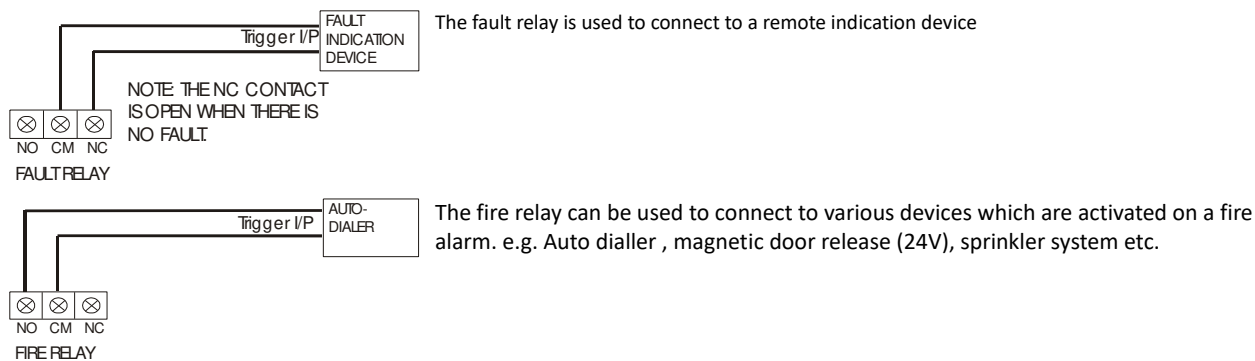 FAULT
INDICATION
DEVICE
Trigger I/P
The fault relay is used to connect to a remote indication device
NOTE: THE NC CONTACT
IS OPEN WHEN THERE IS
NO FAULT.
NO CM NC
FAULT RELAY
AUTO-
DIALER
Trigger I/P
The fire relay can be used to connect to various devices which are activated on a fire
alarm. e.g. Auto dialler , magnetic door release (24V), sprinkler system etc.
NO CM NC
FIRE RELAY